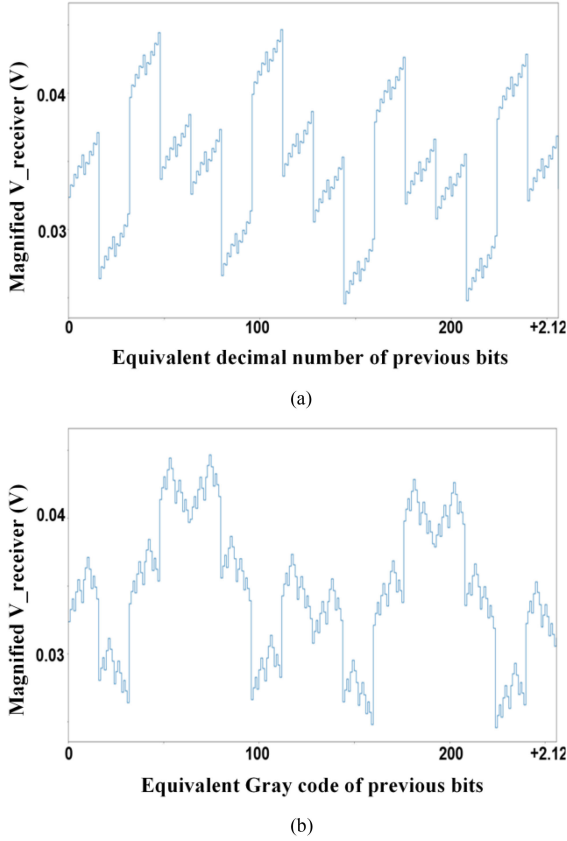 Magnified V_receiver (V)
0.04
0.03
0
100
200
+2.12
Equivalent decimal number of previous bits
(a)
Magnified V_receiver (V)
0.04
0.03
0
100
200
+2.12
Equivalent Gray code of previous bits
(b)